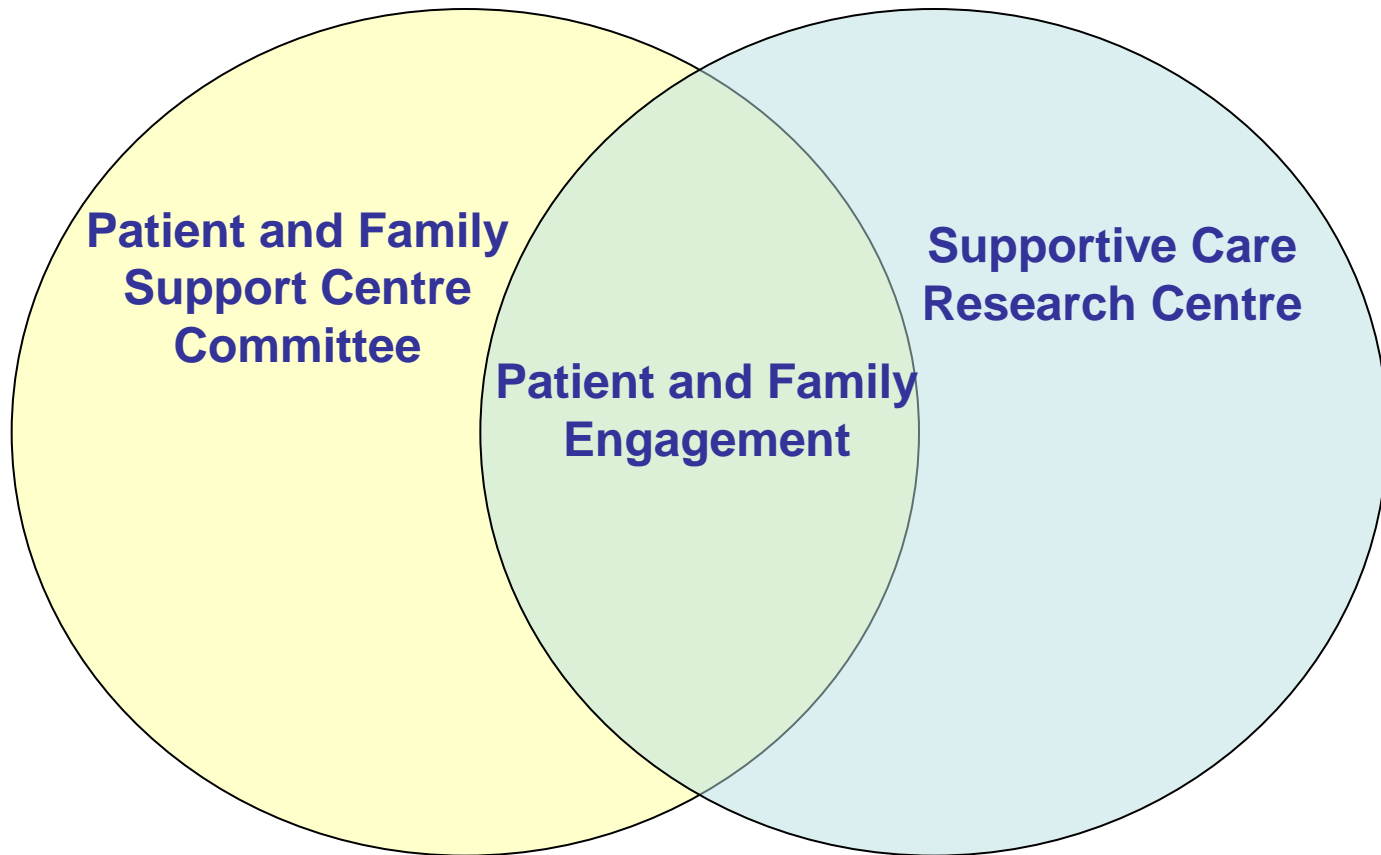 Patient and Family
Support Centre
Committee
Patient and Family
Engagement
Supportive Care
Research Centre